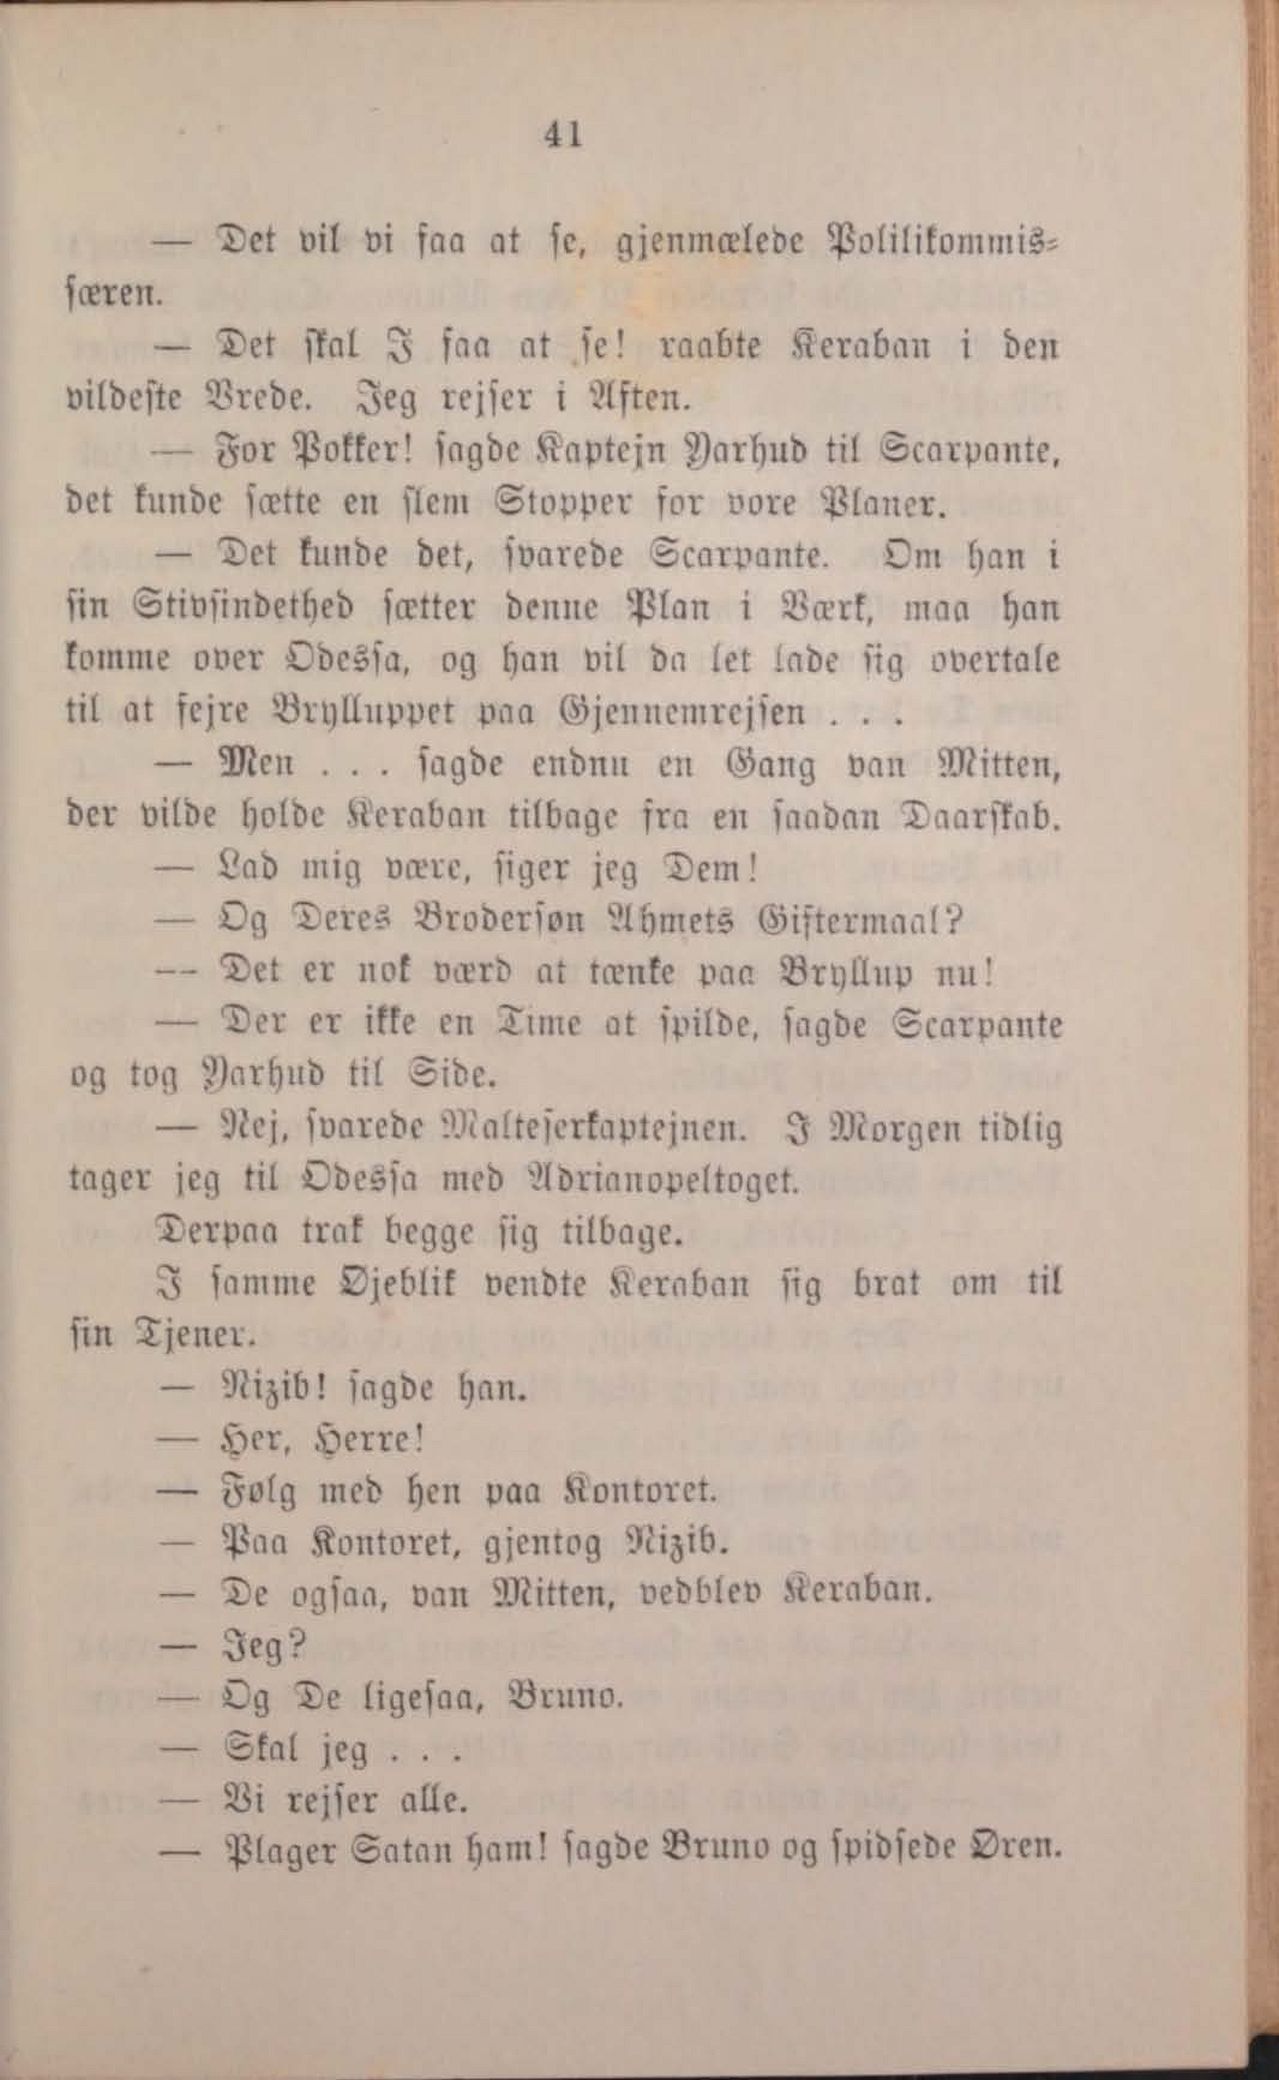 41
— Det vil vi faa at se, gjenmælede Polilikommis-
særen.
— Det skal I faa at se! raabte Keraban i den
vildeste Vrede. Jeg rejser i Aften.
— For Pokker! sagde Kaptejn Yarhud til Scarpante,
det kunde sætte en slem Stopper for vore Planer.
— Det kunde det, svarede Scarpante. Om han i
sin Stivsindethed sætter denne Plan i Værk, maa han
komme over Odessa, og han vil da let lade sig overtale
til at fejre Brylluppet paa Gjennemrejsen . . .
— Men . . . sagde endnu en Gang van Mitten,
der vilde holde Keraban tilbage fra en saadan Daarskab.
— Lad mig være, siger jeg Dem!
— Og Deres Brodersøn Ahmets Giftermaal?
— Det er nok værd at tænke paa Bryllup nu!
— Der er ikke en Time at spilde, sagde Scarpante
og tog Yarhud til Side.
— Nej, svarede Malteserkaptejnen. I Morgen tidlig
tager jeg til Odessa med Adrianopeltoget.
Derpaa trak begge sig tilbage.
I samme Øjeblik vendte Keraban sig brat om til
sin Tjener.
— Nizib! sagde han.
— Her, Herre!
— Følg med hen paa Kontoret.
— Paa Kontoret, gjentog Nizib.
— De ogsaa, van Mitten, vedblev Keraban.
— Jeg?
— Og De ligesaa, Bruno.
— Skal jeg . . .
— Vi rejser alle.
— Plager Satan ham! sagde Bruno og spidsede Øren.